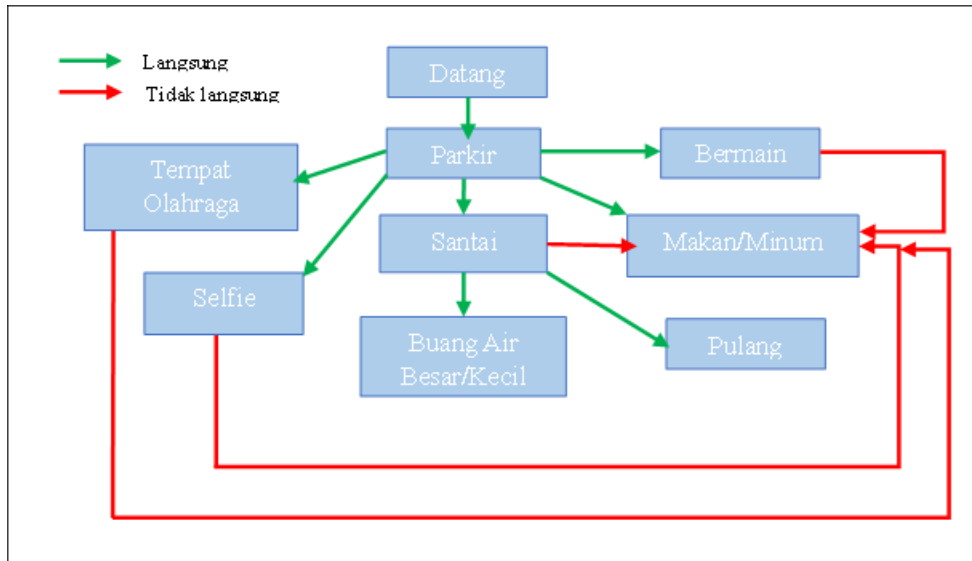 Langsung
Tidak langsung
Datang
Parkir
Bermain
Tempat
Olahraga
Santai
Makan/Minum
Selfie
Buang Air
Besar/Kecil
Pulang